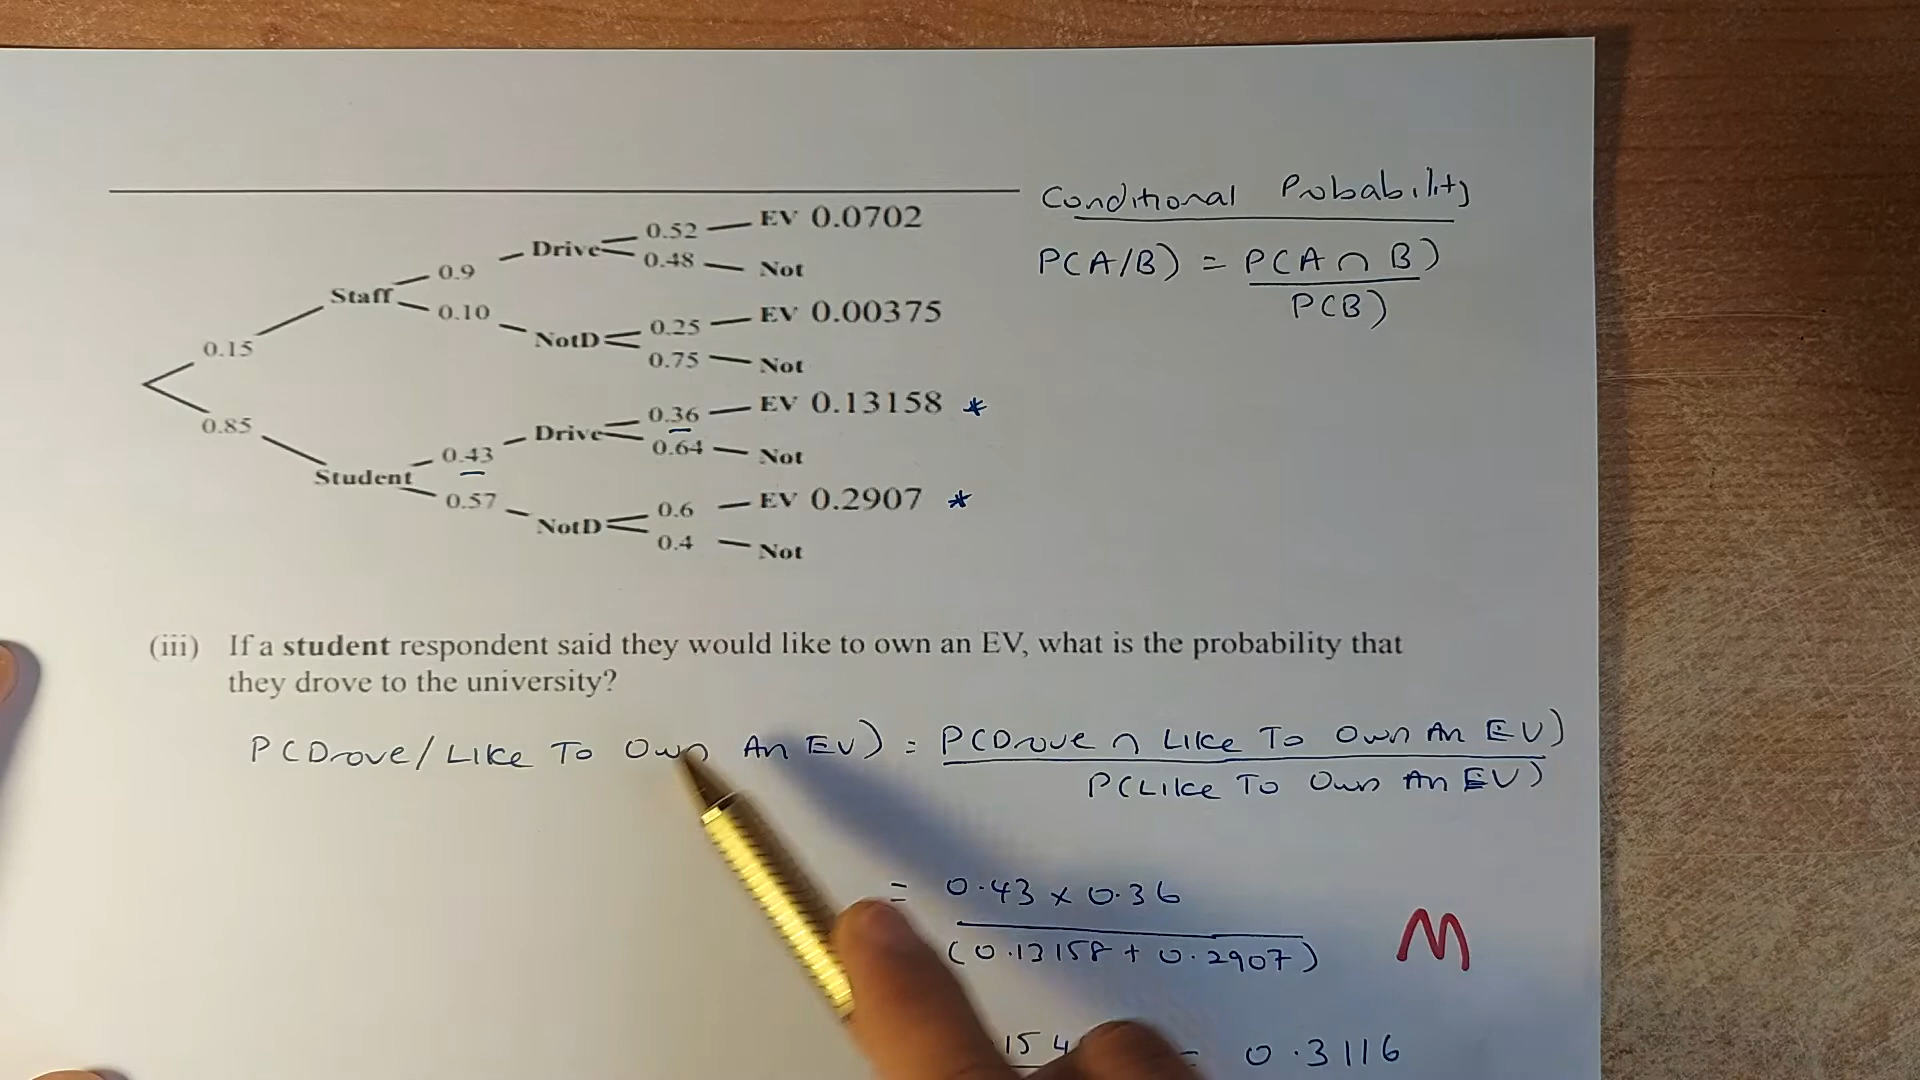 Conditional Probability
P(A/B) = P(A ∩ B)
P(B)
0.52 EV 0.0702
Drive
0.48 Not
0.9
Staff
0.10
0.25 EV 0.00375
NotD
0.75 Not
0.15
0.85
0.36 EV 0.13158 *
Drive
0.64 Not
0.43
Student
0.57
0.6 EV 0.2907 *
NotD
0.4 Not
(iii) If a student respondent said they would like to own an EV, what is the probability that
they drove to the university?
P(Drove/Like To Own An EV) = P(Drove ∩ Like To Own An EV)
P(Like To Own An EV)
= 0.43 x 0.36
(0.13158 + 0.2907)
M
= 0.3116